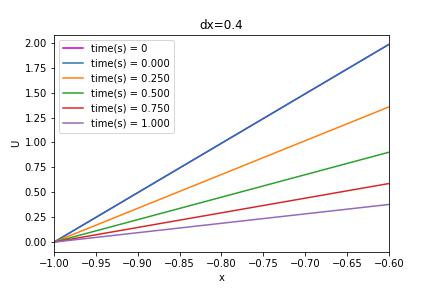 dx=0.4
time(s) = 0
time(s) = 0.000
time(s) = 0.250
time(s) = 0.500
time(s) = 0.750
time(s) = 1.000
2.00
1.75
1.50
1.25
1.00
0.75
0.50
0.25
0.00
U
−1.00 −0.95 −0.90 −0.85 −0.80 −0.75 −0.70 −0.65 −0.60
x